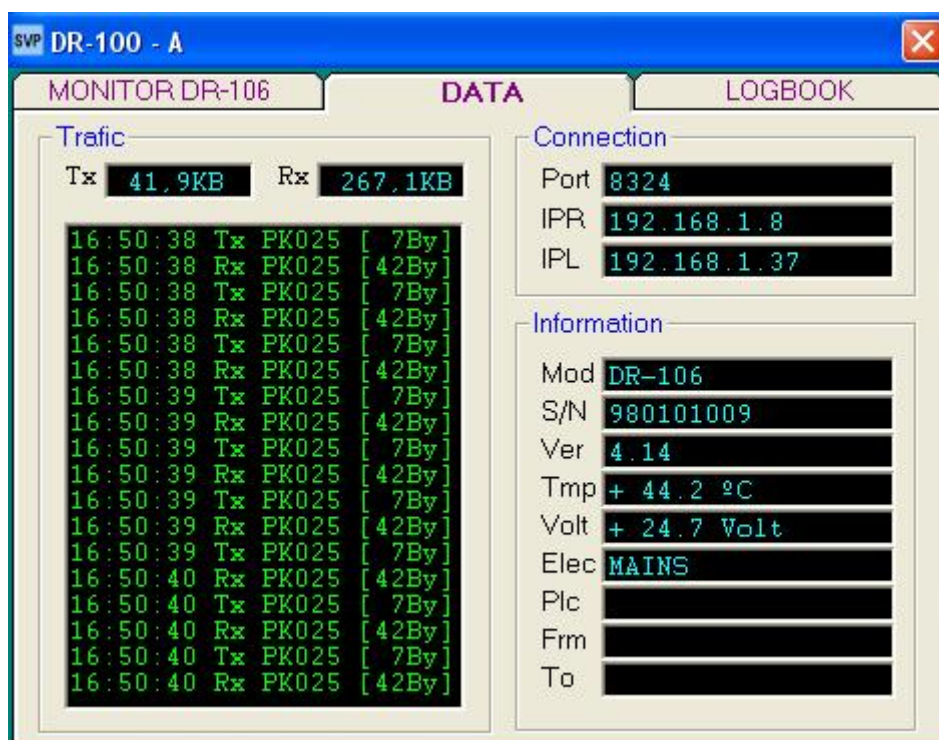 SVP DR-100 - A
MONITOR DR-106 DATA LOGBOOK
Trafic
Tx 41,9KB Rx 267,1KB
16:50:38 Tx PK025 [ 7By]
16:50:38 Rx PK025 [42By]
16:50:38 Tx PK025 [ 7By]
16:50:38 Rx PK025 [42By]
16:50:38 Tx PK025 [ 7By]
16:50:38 Rx PK025 [42By]
16:50:39 Tx PK025 [ 7By]
16:50:39 Rx PK025 [42By]
16:50:39 Tx PK025 [ 7By]
16:50:39 Rx PK025 [42By]
16:50:39 Tx PK025 [ 7By]
16:50:39 Rx PK025 [42By]
16:50:39 Tx PK025 [ 7By]
16:50:40 Rx PK025 [42By]
16:50:40 Tx PK025 [ 7By]
16:50:40 Rx PK025 [42By]
16:50:40 Tx PK025 [ 7By]
16:50:40 Rx PK025 [42By]
Connection
Port 8324
IPR 192.168.1.8
IPL 192.168.1.37
Information
Mod DR-106
S/N 980101009
Ver 4.14
Tmp + 44.2 ºC
Volt + 24.7 Volt
Elec MAINS
Plc
Frm
To